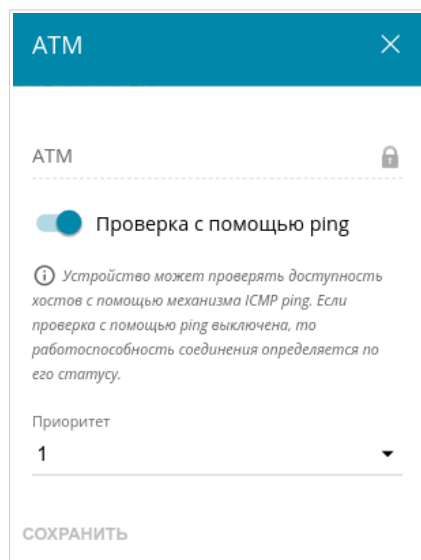 ATM
ATM
Проверка с помощью ping
Устройство может проверять доступность
хостов с помощью механизма ICMP ping. Если
проверка с помощью ping выключена, то
работоспособность соединения определяется по
его статусу.
Приоритет
1
СОХРАНИТЬ